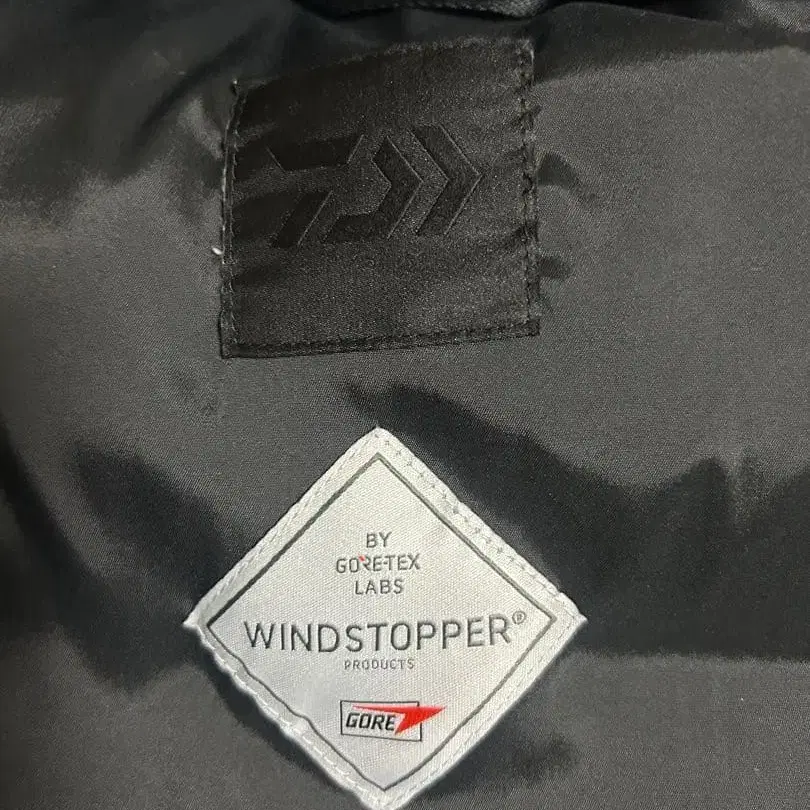 BY
GORE-TEX
LABS
WINDSTOPPER®
PRODUCTS
GORE